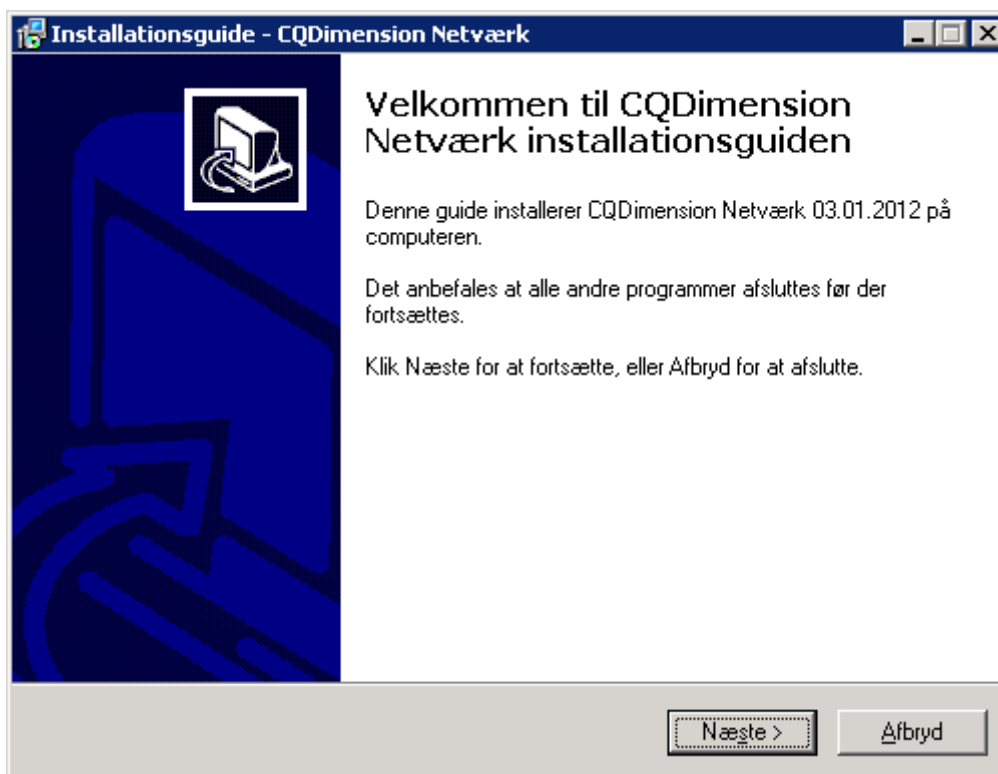 Installationsguide - CQDimension Netværk
Velkommen til CQDimension
Netværk installationsguiden
Denne guide installerer CQDimension Netværk 03.01.2012 på
computeren.
Det anbefales at alle andre programmer afsluttes før der
fortsættes.
Klik Næste for at fortsætte, eller Afbryd for at afslutte.
Næste >
Afbryd